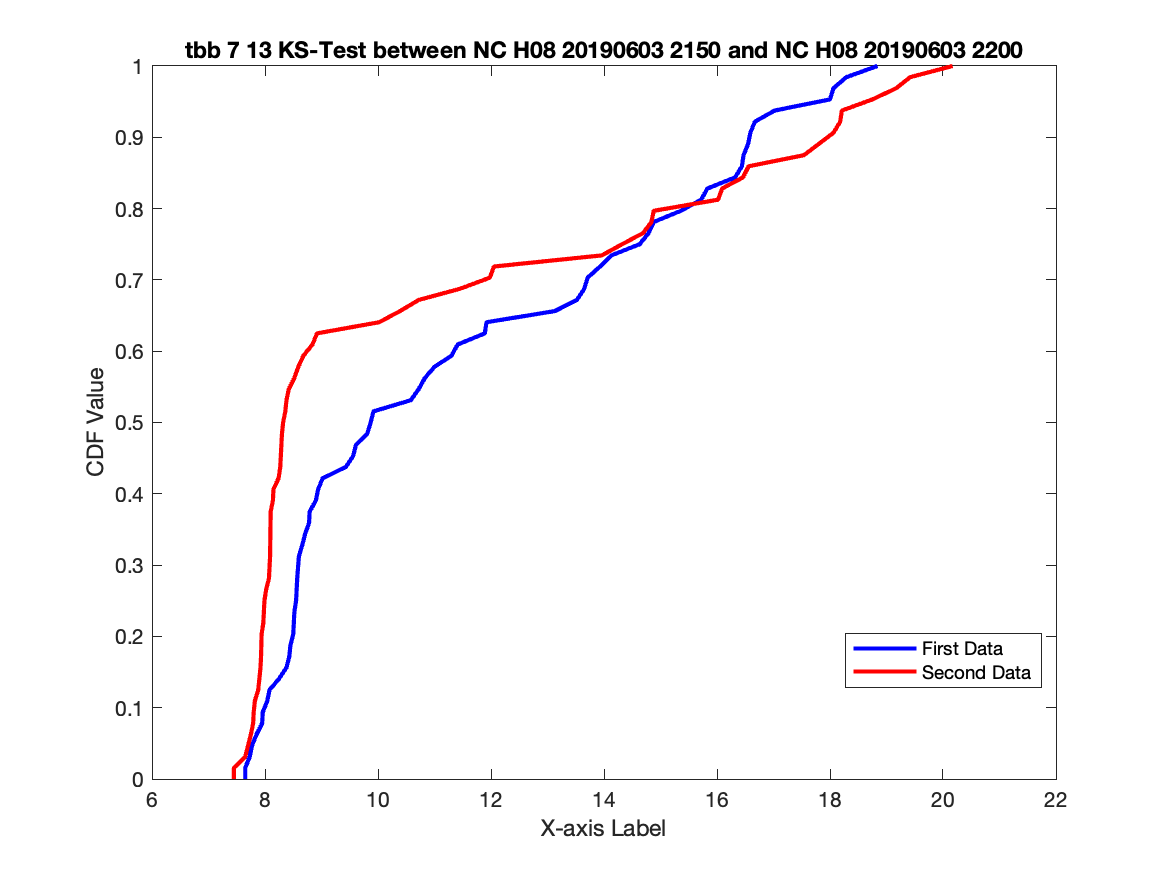 tbb 7 13 KS-Test between NC H08 20190603 2150 and NC H08 20190603 2200
1
0.9
0.8
0.7
0.6
0.5
0.4
0.3
0.2
0.1
0
CDF Value
First Data
Second Data
6 8 10 12 14 16 18 20 22
X-axis Label